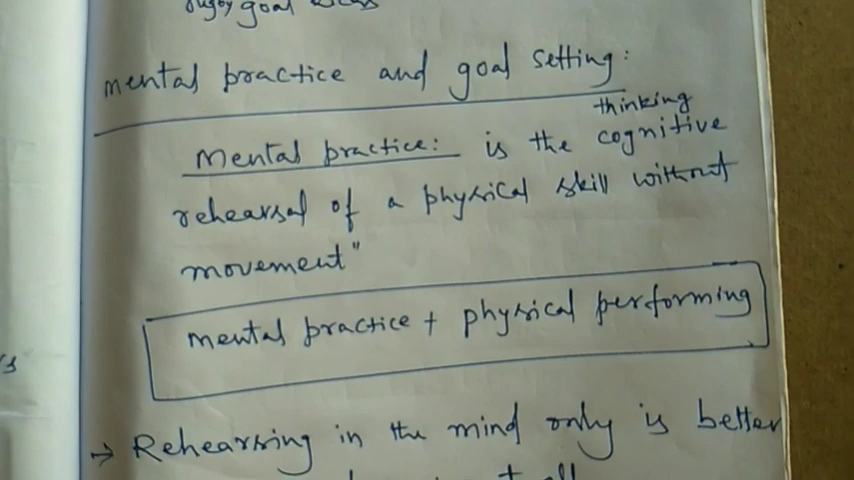 goal
mental practice and goal setting:
thinking
Mental practice: is the cognitive
rehearsal of a physical skill without
movement"
mental practice + physical performing
→ Rehearsing in the mind only is better